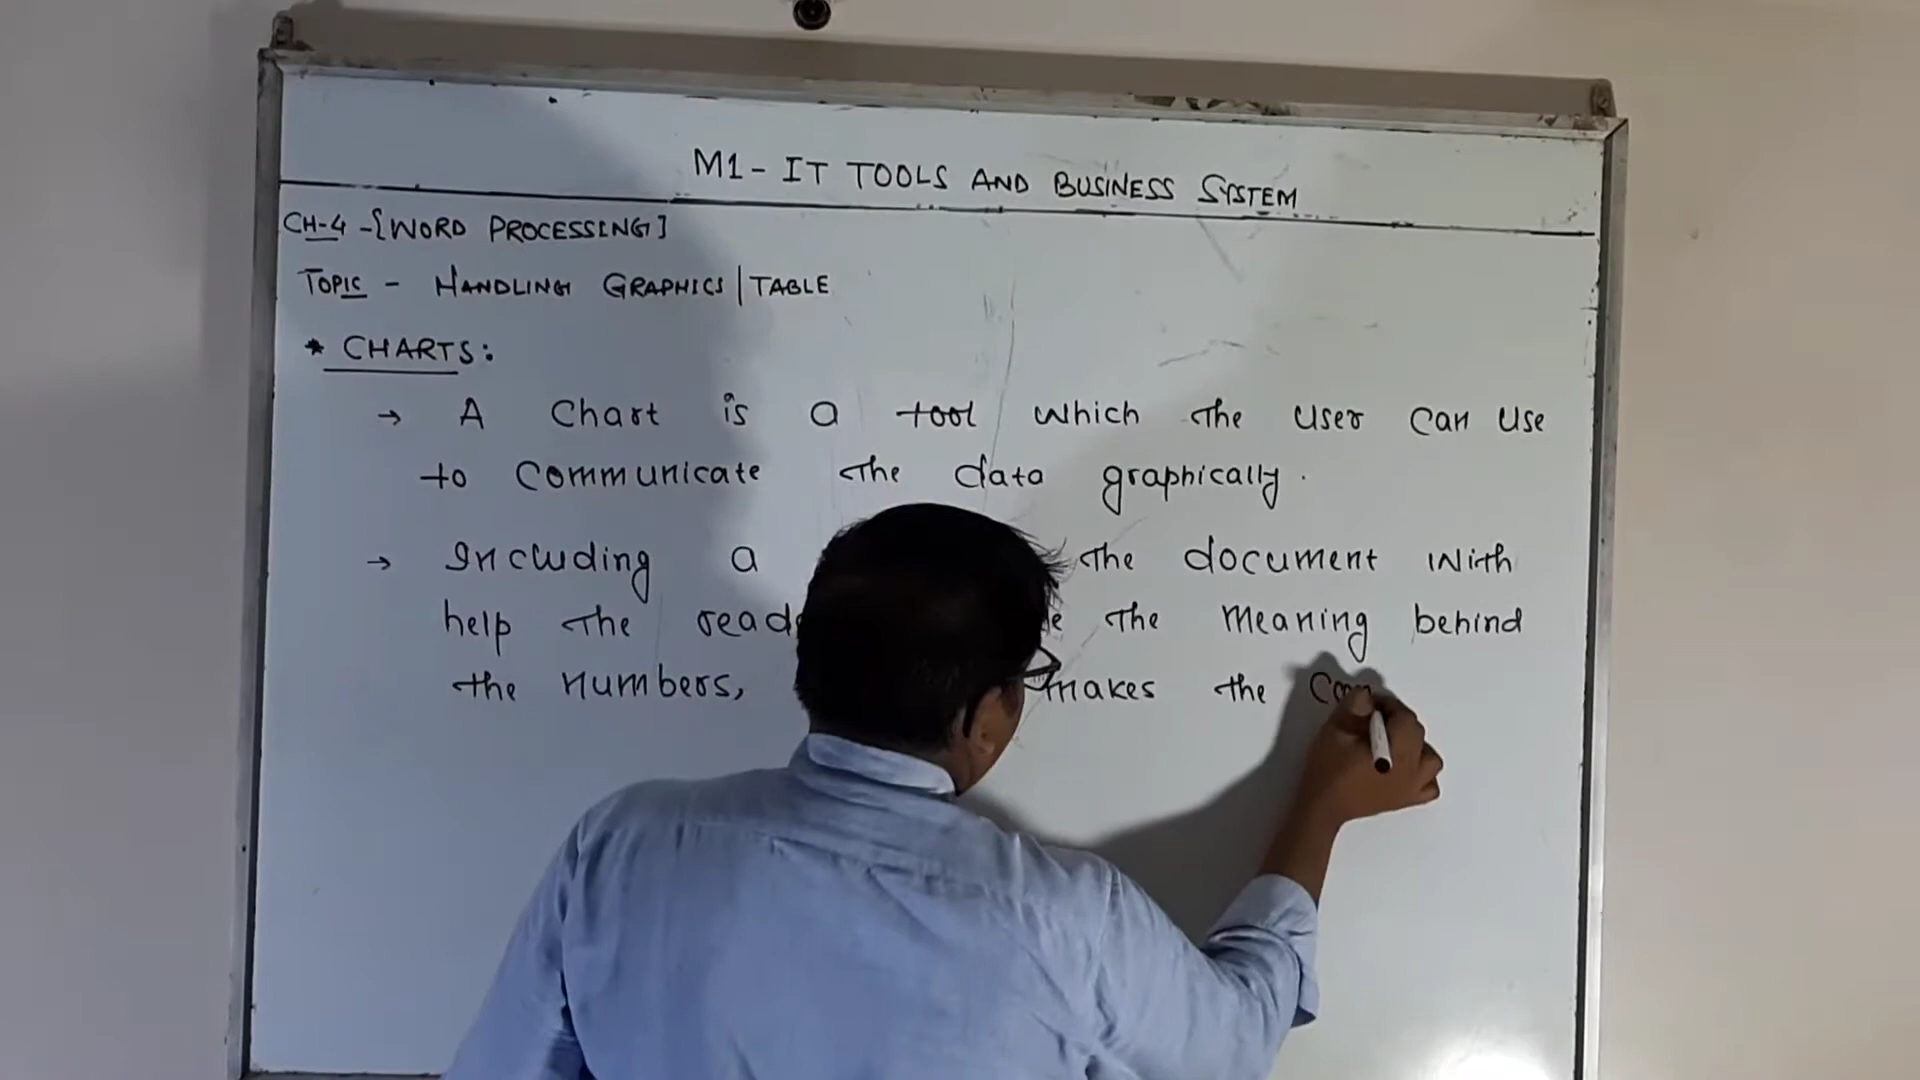 M1- IT TOOLS AND BUSINESS SYSTEM
CH-4 -[WORD PROCESSING]
TOPIC - HANDLING GRAPHICS | TABLE
* CHARTS:
→ A Chart is a tool which the user can use
to communicate the data graphically.
→ Including a the document with
help the the meaning behind
the numbers, makes the